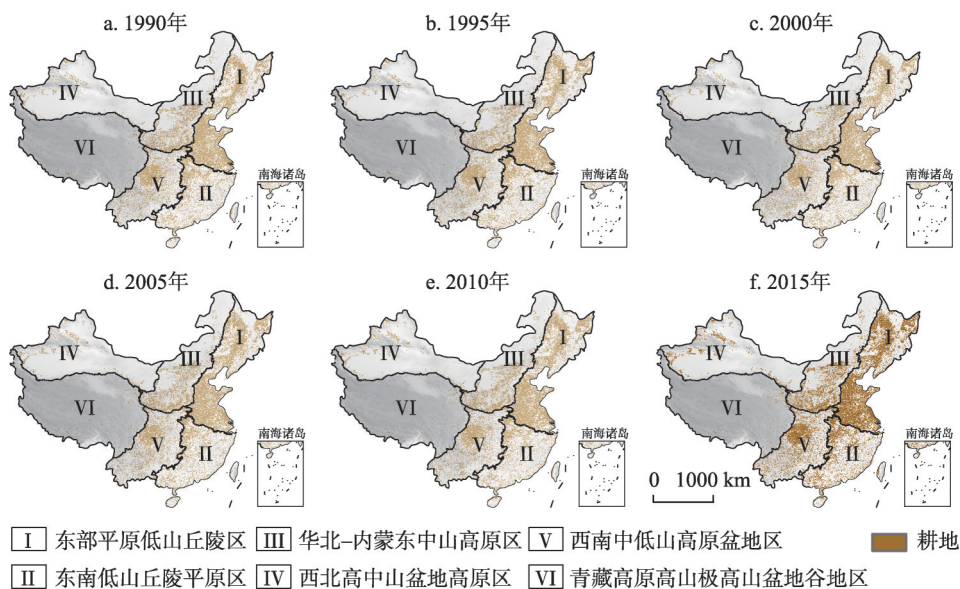 a. 1990年
b. 1995年
c. 2000年
I
IV
III
VI
V
II
南海诸岛
I
IV
III
VI
V
II
南海诸岛
I
IV
III
VI
V
II
南海诸岛
d. 2005年
e. 2010年
f. 2015年
I
IV
III
VI
V
II
南海诸岛
I
IV
III
VI
V
II
南海诸岛
I
IV
III
VI
V
II
南海诸岛
0 1000 km
I 东部平原低山丘陵区
III 华北-内蒙东中山高原区
V 西南中低山高原盆地区
耕地
II 东南低山丘陵平原区
IV 西北高中山盆地高原区
VI 青藏高原高山极高山盆地谷地区